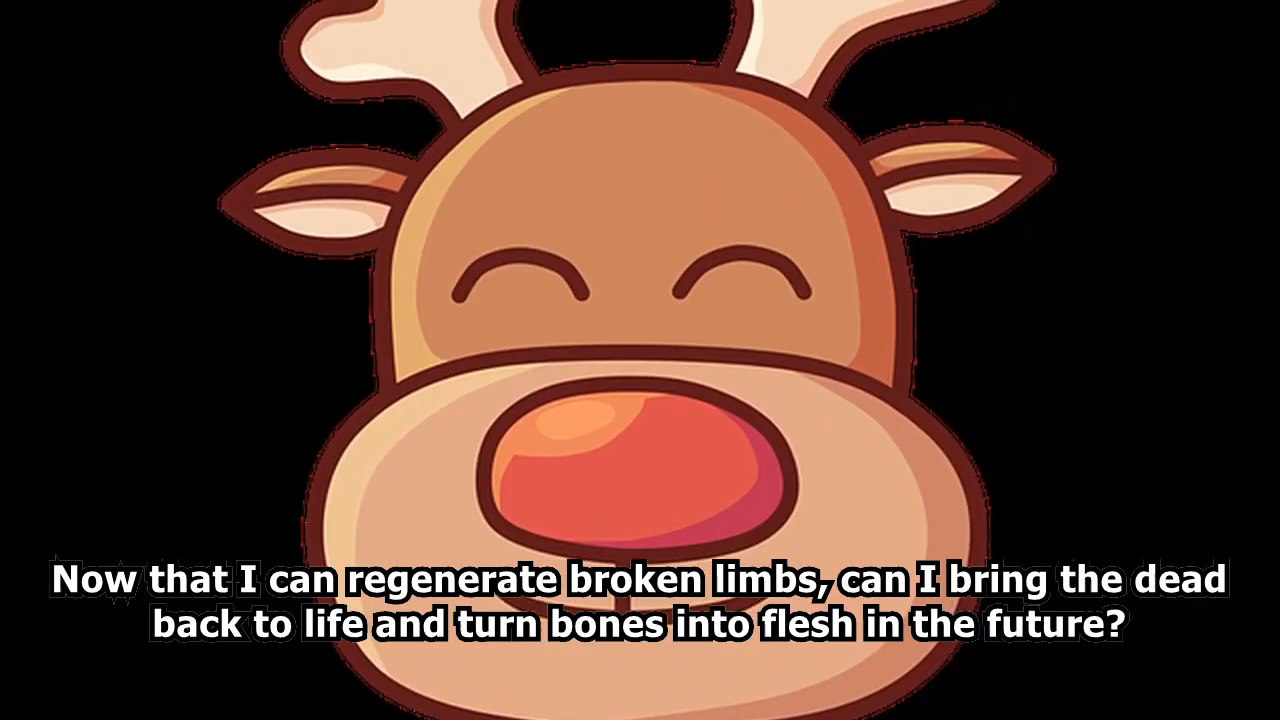 Now that I can regenerate broken limbs, can I bring the dead
back to life and turn bones into flesh in the future?